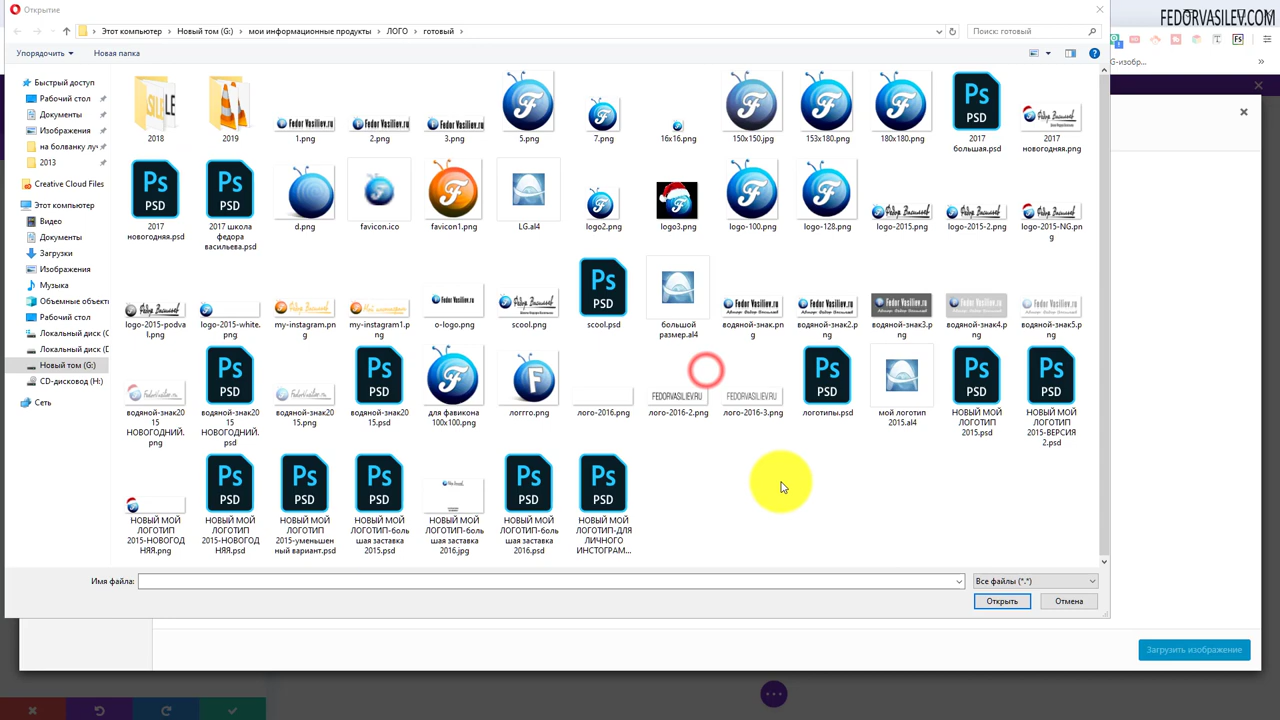 Открытие
FEDORVASILEV.COM
Этот компьютер › Новый том (G:) › мои информационные продукты › ЛОГО › готовый ›
Поиск: готовый
Упорядочить
Новая папка
G-изобр...
Быстрый доступ
Рабочий стол
Документы
Изображения
на болванку луч
2013
Creative Cloud Files
Этот компьютер
Видео
Документы
Загрузки
Изображения
Музыка
Объемные объект
Рабочий стол
Локальный диск (
Локальный диск (D
Новый том (G:)
CD-дисковод (H:)
Сеть
2018
2019
1.png
2.png
3.png
5.png
7.png
16x16.png
150x150.jpg
153x180.png
180x180.png
2017 большая.psd
2017 новогодняя.png
2017 новогодняя.psd
2017 школа федора васильева.psd
d.png
favicon.ico
favicon1.png
LG.al4
logo2.png
logo3.png
logo-100.png
logo-128.png
logo-2015.png
logo-2015-2.png
logo-2015-NG.png
logo-2015-podval.png
logo-2015-white.png
my-instagram.png
my-instagram1.png
o-logo.png
scool.png
scool.psd
большой размер.al4
водяной-знак.png
водяной-знак2.png
водяной-знак3.png
водяной-знак4.png
водяной-знак5.png
водяной-знак2015 НОВОГОДНИЙ.png
водяной-знак2015 НОВОГОДНИЙ.psd
водяной-знак2015.png
водяной-знак2015.psd
для фавикона 100x100.png
логгго.png
лого-2016.png
лого-2016-2.png
лого-2016-3.png
логотипы.psd
мой логотип 2015.al4
НОВЫЙ МОЙ ЛОГОТИП 2015.psd
НОВЫЙ МОЙ ЛОГОТИП 2015-ВЕРСИЯ 2.psd
НОВЫЙ МОЙ ЛОГОТИП 2015-НОВОГОДНЯЯ.png
НОВЫЙ МОЙ ЛОГОТИП 2015-НОВОГОДНЯЯ.psd
НОВЫЙ МОЙ ЛОГОТИП 2015-уменьшенный вариант.psd
НОВЫЙ МОЙ ЛОГОТИП-большая заставка 2015.psd
НОВЫЙ МОЙ ЛОГОТИП-большая заставка 2016.jpg
НОВЫЙ МОЙ ЛОГОТИП-большая заставка 2016.psd
НОВЫЙ МОЙ ЛОГОТИП-ДЛЯ ЛИЧНОГО ИНСТОГРАМ...
Имя файла:
Все файлы (*.*)
Открыть
Отмена
Загрузить изображение